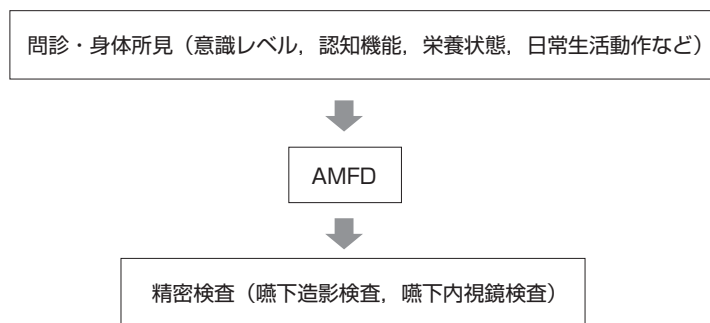 問診・身体所見（意識レベル，認知機能，栄養状態，日常生活動作など）
AMFD
精密検査（嚥下造影検査，嚥下内視鏡検査）